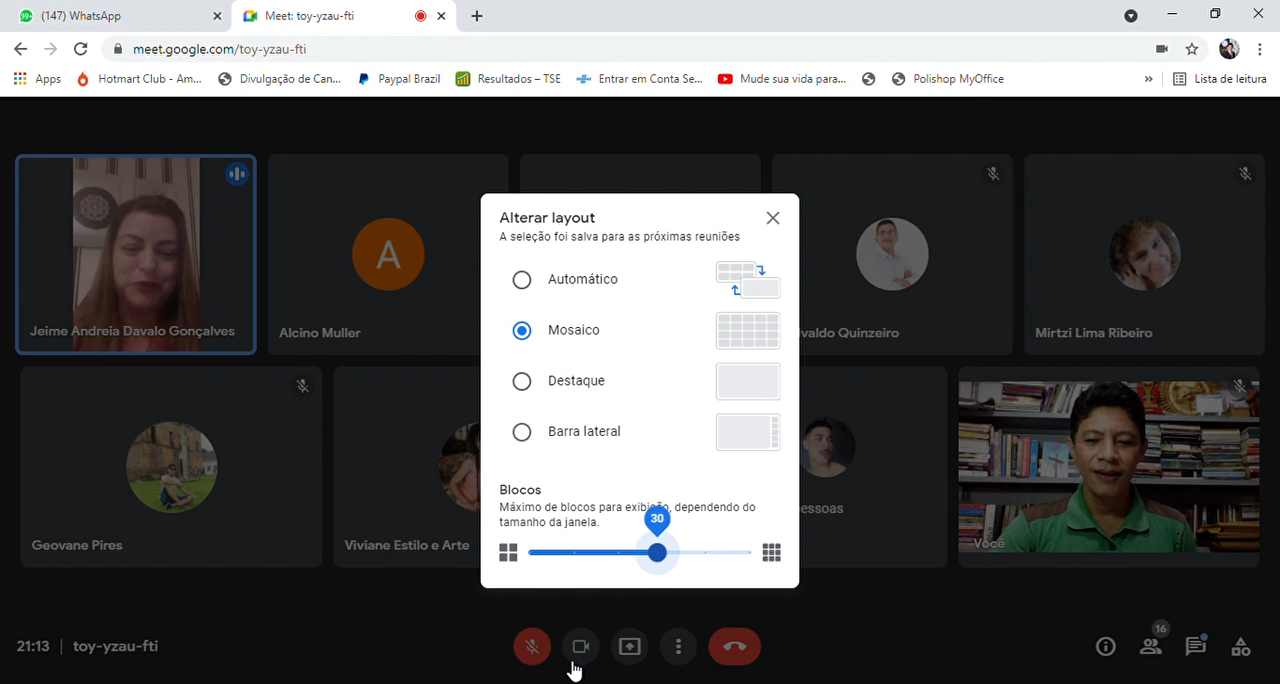 99+ (147) WhatsApp
Meet: toy-yzau-fti
meet.google.com/toy-yzau-fti
Apps
Hotmart Club - Am...
Divulgação de Can...
Paypal Brazil
Resultados – TSE
Entrar em Conta Se...
Mude sua vida para...
Polishop MyOffice
»
Lista de leitura
Jeime Andreia Davalo Gonçalves
A
Alcino Muller
valdo Quinzeiro
Mirtzi Lima Ribeiro
Alterar layout
A seleção foi salva para as próximas reuniões
Automático
Mosaico
Destaque
Barra lateral
Blocos
Máximo de blocos para exibição, dependendo do
tamanho da janela.
30
Geovane Pires
Viviane Estilo e Arte
essoas
Você
21:13 | toy-yzau-fti
16